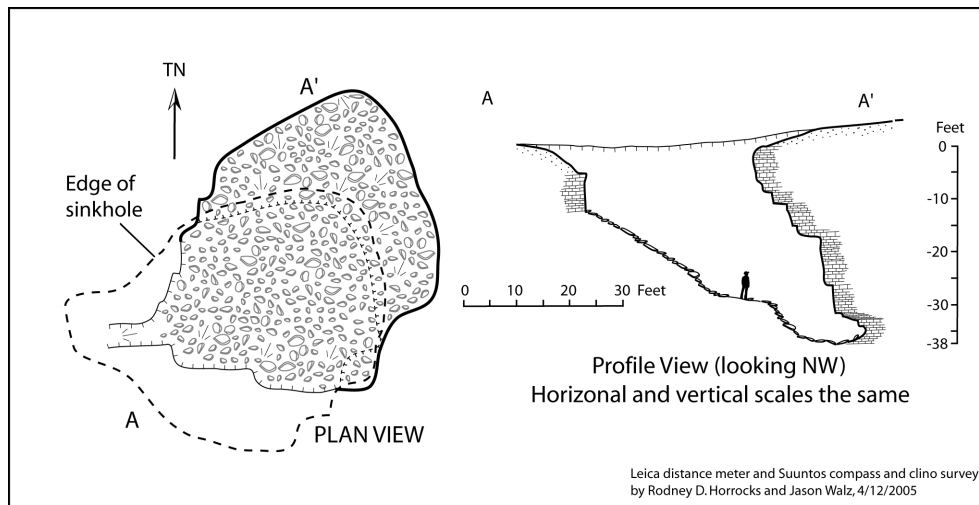 TN
A'
Edge of
sinkhole
A
PLAN VIEW
A
A'
Feet
0
-10
-20
-30
-38
0 10 20 30 Feet
Profile View (looking NW)
Horizonal and vertical scales the same
Leica distance meter and Suuntos compass and clino survey
by Rodney D. Horrocks and Jason Walz, 4/12/2005